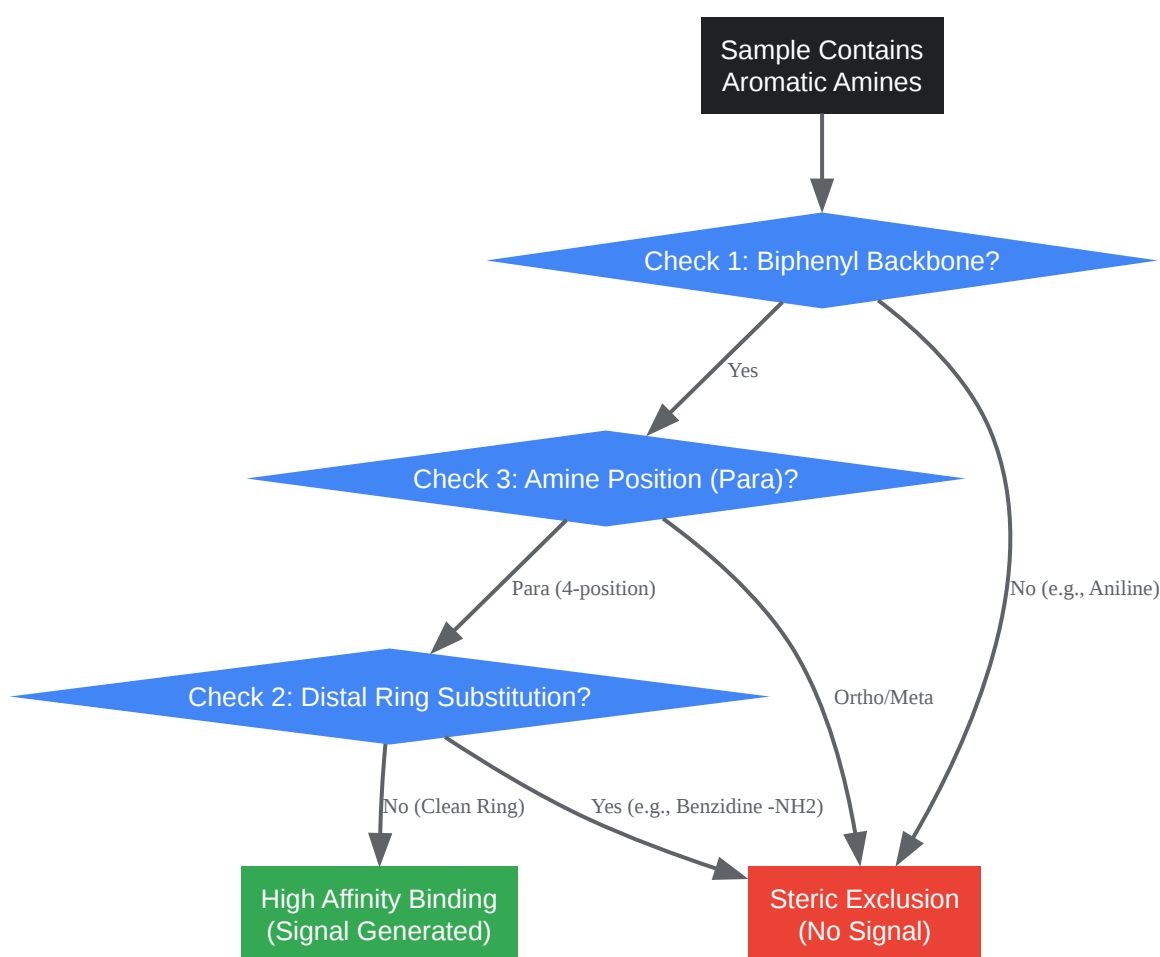 Sample Contains
Aromatic Amines
Check 1: Biphenyl Backbone?
Yes
Check 3: Amine Position (Para)?
Para (4-position)
No (e.g., Aniline)
Check 2: Distal Ring Substitution?
Ortho/Meta
No (Clean Ring)
Yes (e.g., Benzidine -NH2)
High Affinity Binding
(Signal Generated)
Steric Exclusion
(No Signal)